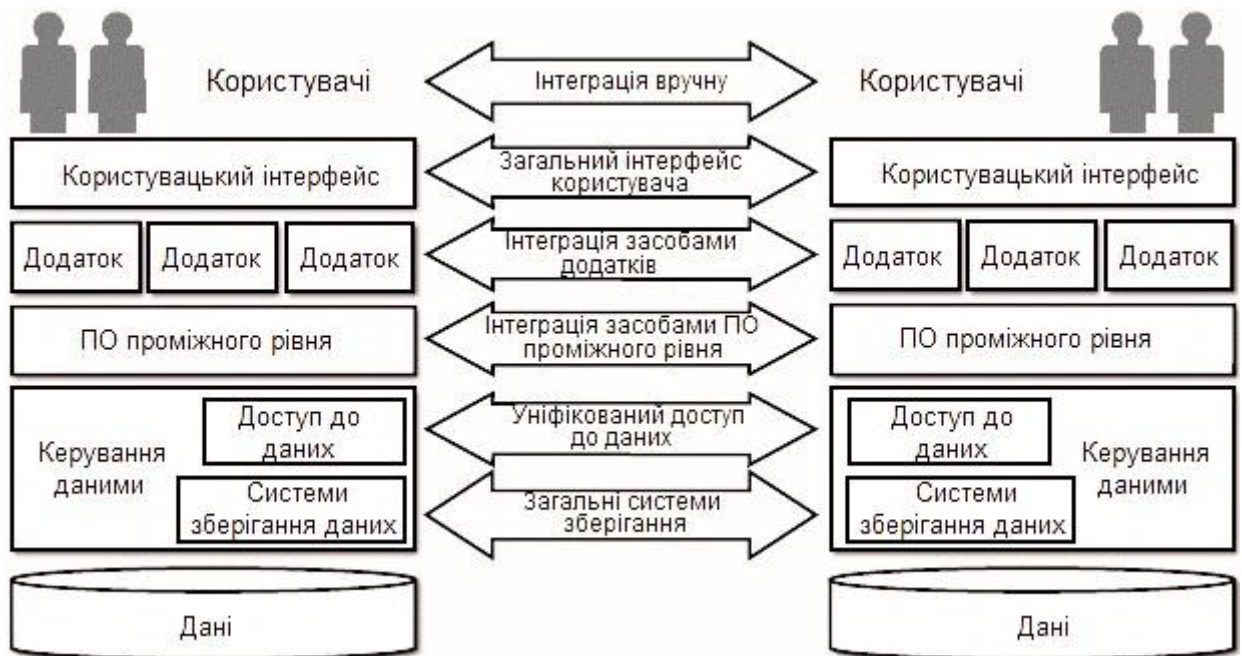 Користувачі
Інтеграція вручну
Користувачі
Користувацький інтерфейс
Загальний інтерфейс
користувача
Користувацький інтерфейс
Додаток
Додаток
Додаток
Інтеграція засобами
додатків
Додаток
Додаток
Додаток
ПО проміжного рівня
Інтеграція засобами ПО
проміжного рівня
ПО проміжного рівня
Керування
даними
Доступ до
даних
Системи
зберігання даних
Уніфікований доступ
до даних
Загальні системи
зберігання
Доступ до
даних
Системи
зберігання даних
Керування
даними
Дані
Дані